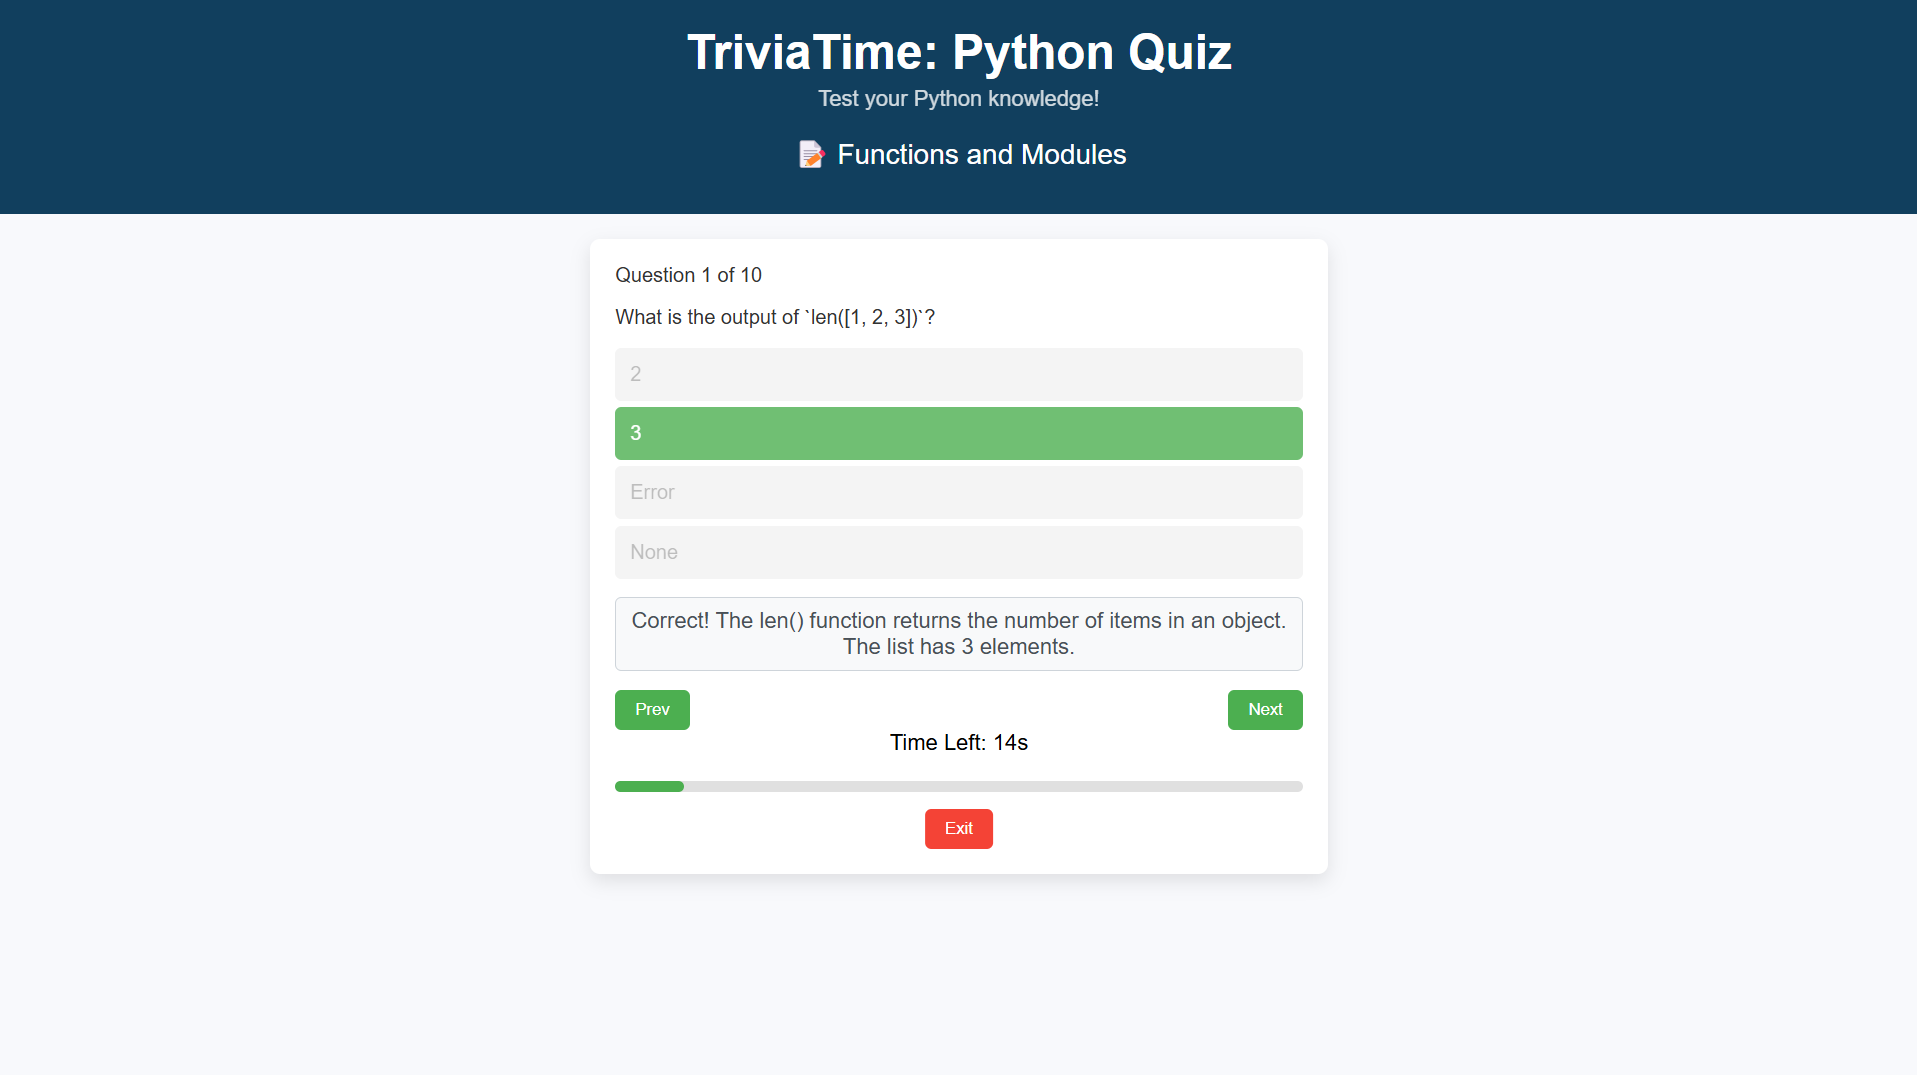 TriviaTime: Python Quiz
Test your Python knowledge!
📝 Functions and Modules
Question 1 of 10
What is the output of `len([1, 2, 3])`?
2
3
Error
None
Correct! The len() function returns the number of items in an object.
The list has 3 elements.
Prev
Next
Time Left: 14s
Exit